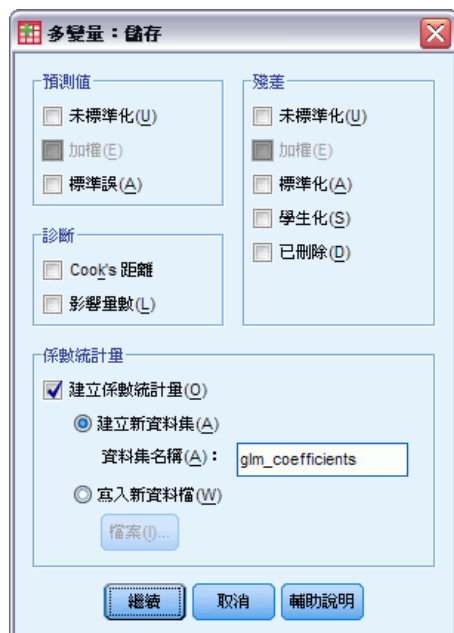 多變量：儲存
預測值
未標準化(U)
加權(E)
標準誤(A)
診斷
Cook's 距離
影響量數(L)
殘差
未標準化(U)
加權(E)
標準化(A)
學生化(S)
已刪除(D)
係數統計量
建立係數統計量(O)
建立新資料集(A)
資料集名稱(A)：
glm_coefficients
寫入新資料檔(W)
檔案(I)...
繼續
取消
輔助說明